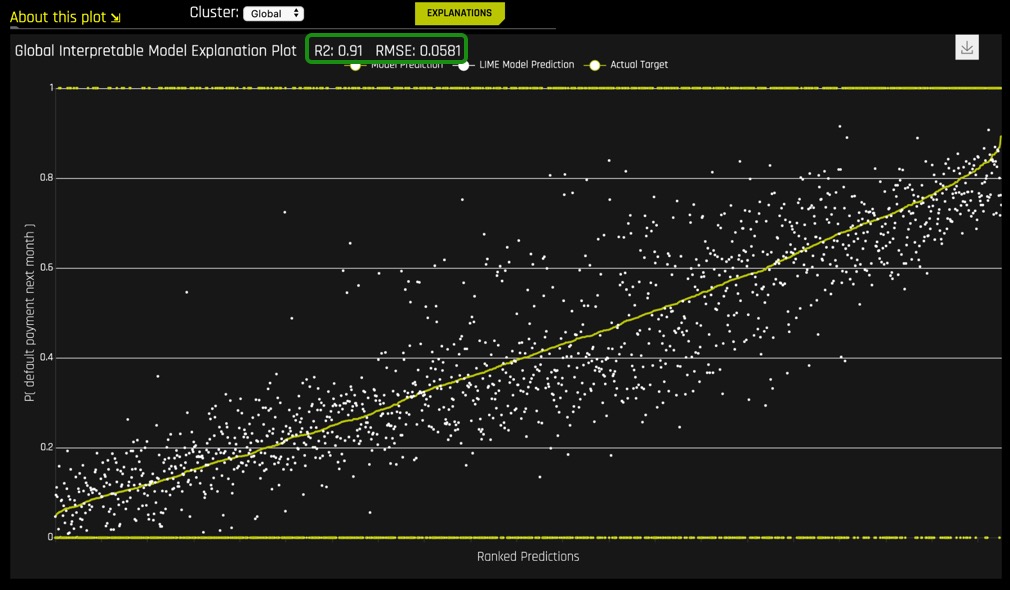 About this plot ⇲
Cluster: Global
EXPLANATIONS
Global Interpretable Model Explanation Plot R2: 0.91 RMSE: 0.0581
Model Prediction LIME Model Prediction Actual Target
1
0.8
0.6
0.4
0.2
0
P( default payment next month )
Ranked Predictions